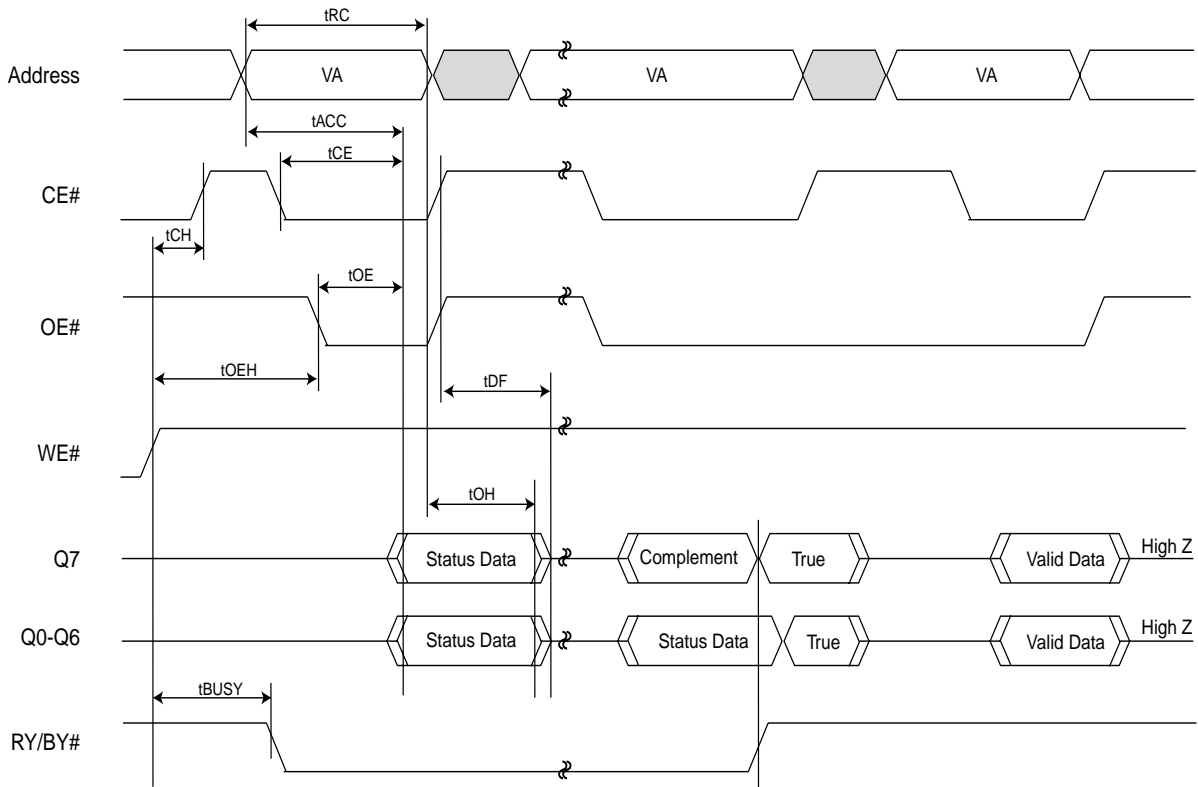 tRC
Address VA VA VA
tACC
tCE
CE#
tCH
tOE
OE#
tOEH
tDF
WE#
tOH
Q7 Status Data Complement True Valid Data High Z
Q0-Q6 Status Data Status Data True Valid Data High Z
tBUSY
RY/BY#